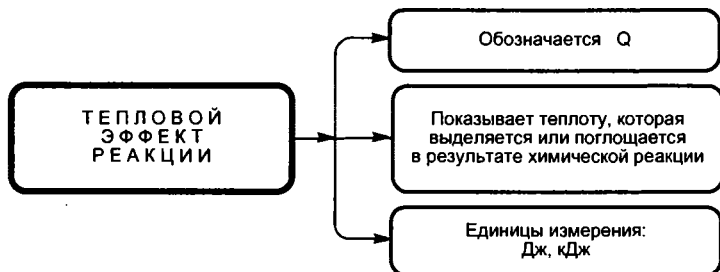 ТЕПЛОВОЙ
ЭФФЕКТ
РЕАКЦИИ
Обозначается Q
Показывает теплоту, которая
выделяется или поглощается
в результате химической реакции
Единицы измерения:
Дж, кДж